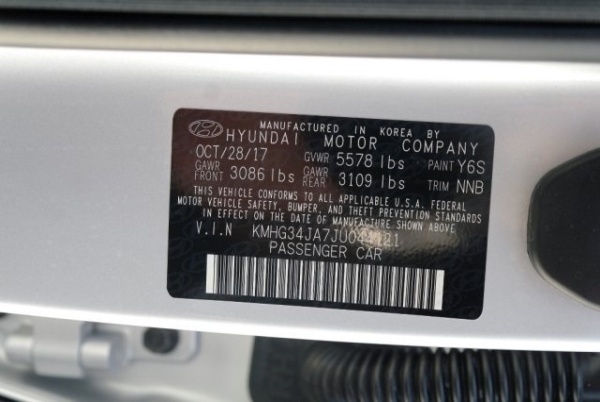 MANUFACTURED IN KOREA BY
HYUNDAI MOTOR COMPANY
OCT/28/17 GVWR 5578 lbs PAINT Y6S
GAWR FRONT 3086 lbs GAWR REAR 3109 lbs TRIM NNB
THIS VEHICLE CONFORMS TO ALL APPLICABLE U.S.A. FEDERAL
MOTOR VEHICLE SAFETY, BUMPER, AND THEFT PREVENTION STANDARDS
IN EFFECT ON THE DATE OF MANUFACTURE SHOWN ABOVE.
V.I.N
PASSENGER CAR